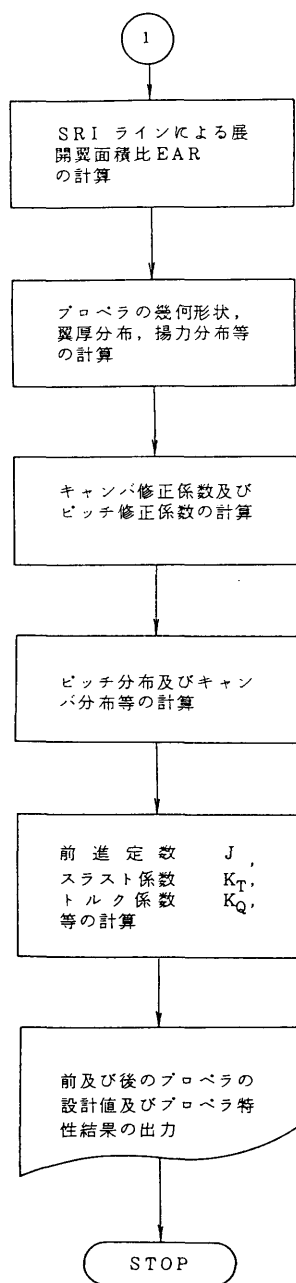 1
SRI ラインによる展
開翼面積比EAR
の計算
プロペラの幾何形状,
翼厚分布, 揚力分布等
の計算
キャンバ修正係数及び
ピッチ修正係数の計算
ピッチ分布及びキャン
バ分布等の計算
前進定数 J,
スラスト係数 KT,
トルク係数 KQ,
等の計算
前及び後のプロペラの
設計値及びプロペラ特
性結果の出力
STOP